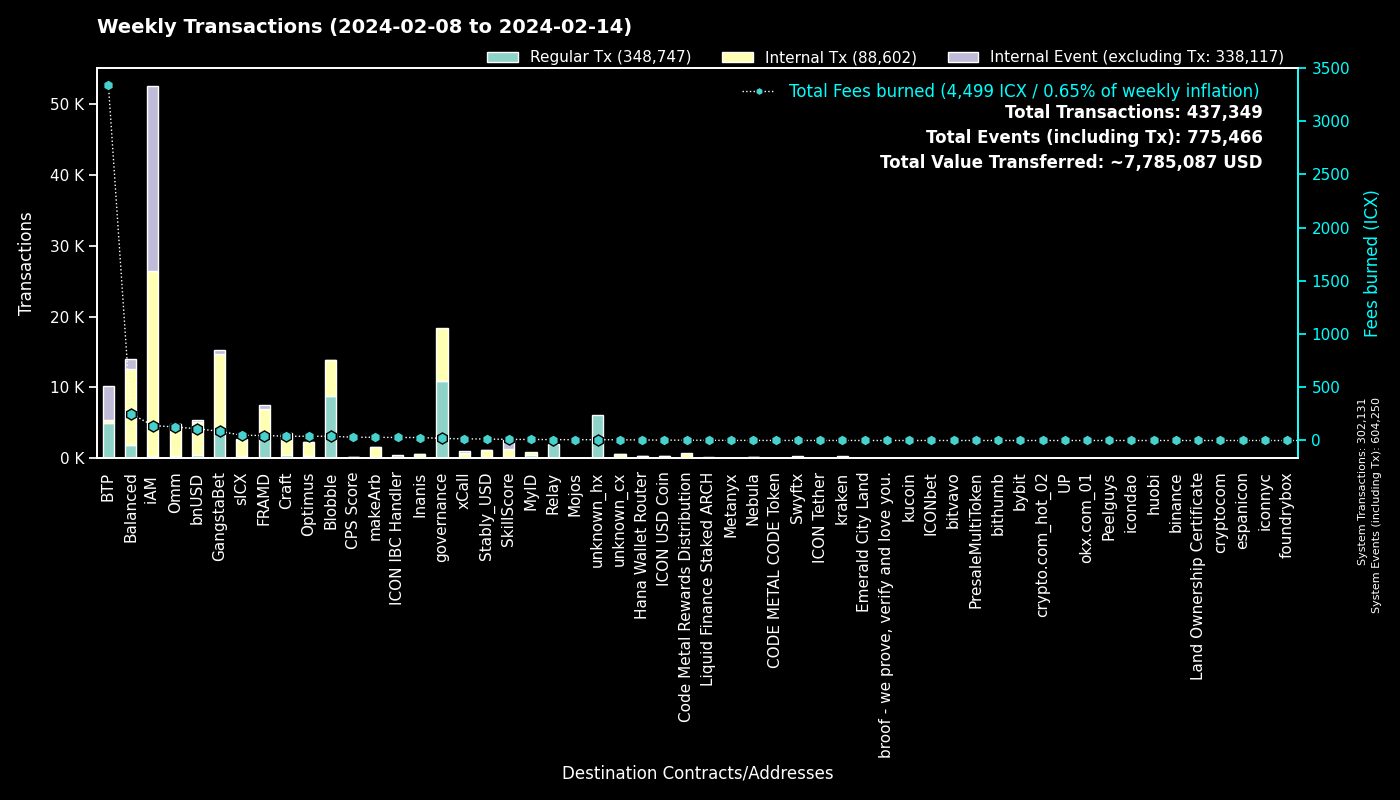 Weekly Transactions (2024-02-08 to 2024-02-14)
Regular Tx (348,747)
Internal Tx (88,602)
Internal Event (excluding Tx: 338,117)
Total Fees burned (4,499 ICX / 0.65% of weekly inflation)
Total Transactions: 437,349
Total Events (including Tx): 775,466
Total Value Transferred: ~7,785,087 USD
Transactions
50 K
40 K
30 K
20 K
10 K
0 K
3500
3000
2500
2000
1500
1000
500
0
Fees burned (ICX)
System Transactions: 302,131
System Events (including Tx): 604,250
BTP
Balanced
iAM
Omm
bnUSD
GangstaBet
sICX
FRAMD
Craft
Optimus
Blobble
CPS Score
makeArb
ICON IBC Handler
Inanis
governance
xCall
Stably_USD
SkillScore
MyID
Relay
Mojos
unknown_hx
unknown_cx
Hana Wallet Router
ICON USD Coin
Code Metal Rewards Distribution
Liquid Finance Staked ARCH
Metanyx
Nebula
CODE METAL CODE Token
Swyftx
ICON Tether
kraken
Emerald City Land
broof - we prove, verify and love you.
kucoin
ICONbet
bitvavo
PresaleMultiToken
bithumb
bybit
crypto.com_hot_02
UP
okx.com_01
Peelguys
icondao
huobi
binance
Land Ownership Certificate
cryptocom
espanicon
iconnyc
foundrybox
Destination Contracts/Addresses